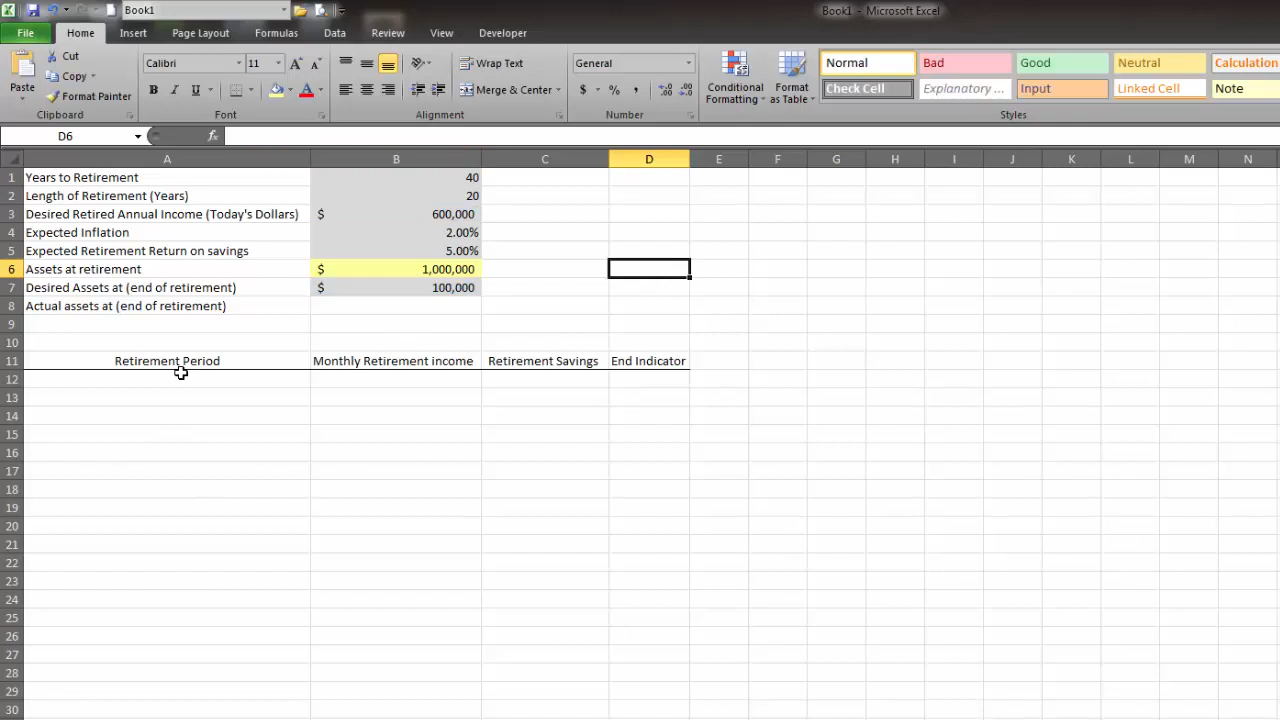 Book1
Book1 - Microsoft Excel
File Home Insert Page Layout Formulas Data Review View Developer
Cut
Copy
Format Painter
Paste
Clipboard
Calibri 11
B I U
Font
Wrap Text
Merge & Center
Alignment
General
$ % ,
Number
Conditional Formatting
Format as Table
Normal Bad Good Neutral Calculation
Check Cell Explanatory ... Input Linked Cell Note
Styles
D6 fx
A B C D E F G H I J K L M N
1 Years to Retirement 40
2 Length of Retirement (Years) 20
3 Desired Retired Annual Income (Today's Dollars) $ 600,000
4 Expected Inflation 2.00%
5 Expected Retirement Return on savings 5.00%
6 Assets at retirement $ 1,000,000
7 Desired Assets at (end of retirement) $ 100,000
8 Actual assets at (end of retirement)
9
10
11 Retirement Period Monthly Retirement income Retirement Savings End Indicator
12
13
14
15
16
17
18
19
20
21
22
23
24
25
26
27
28
29
30